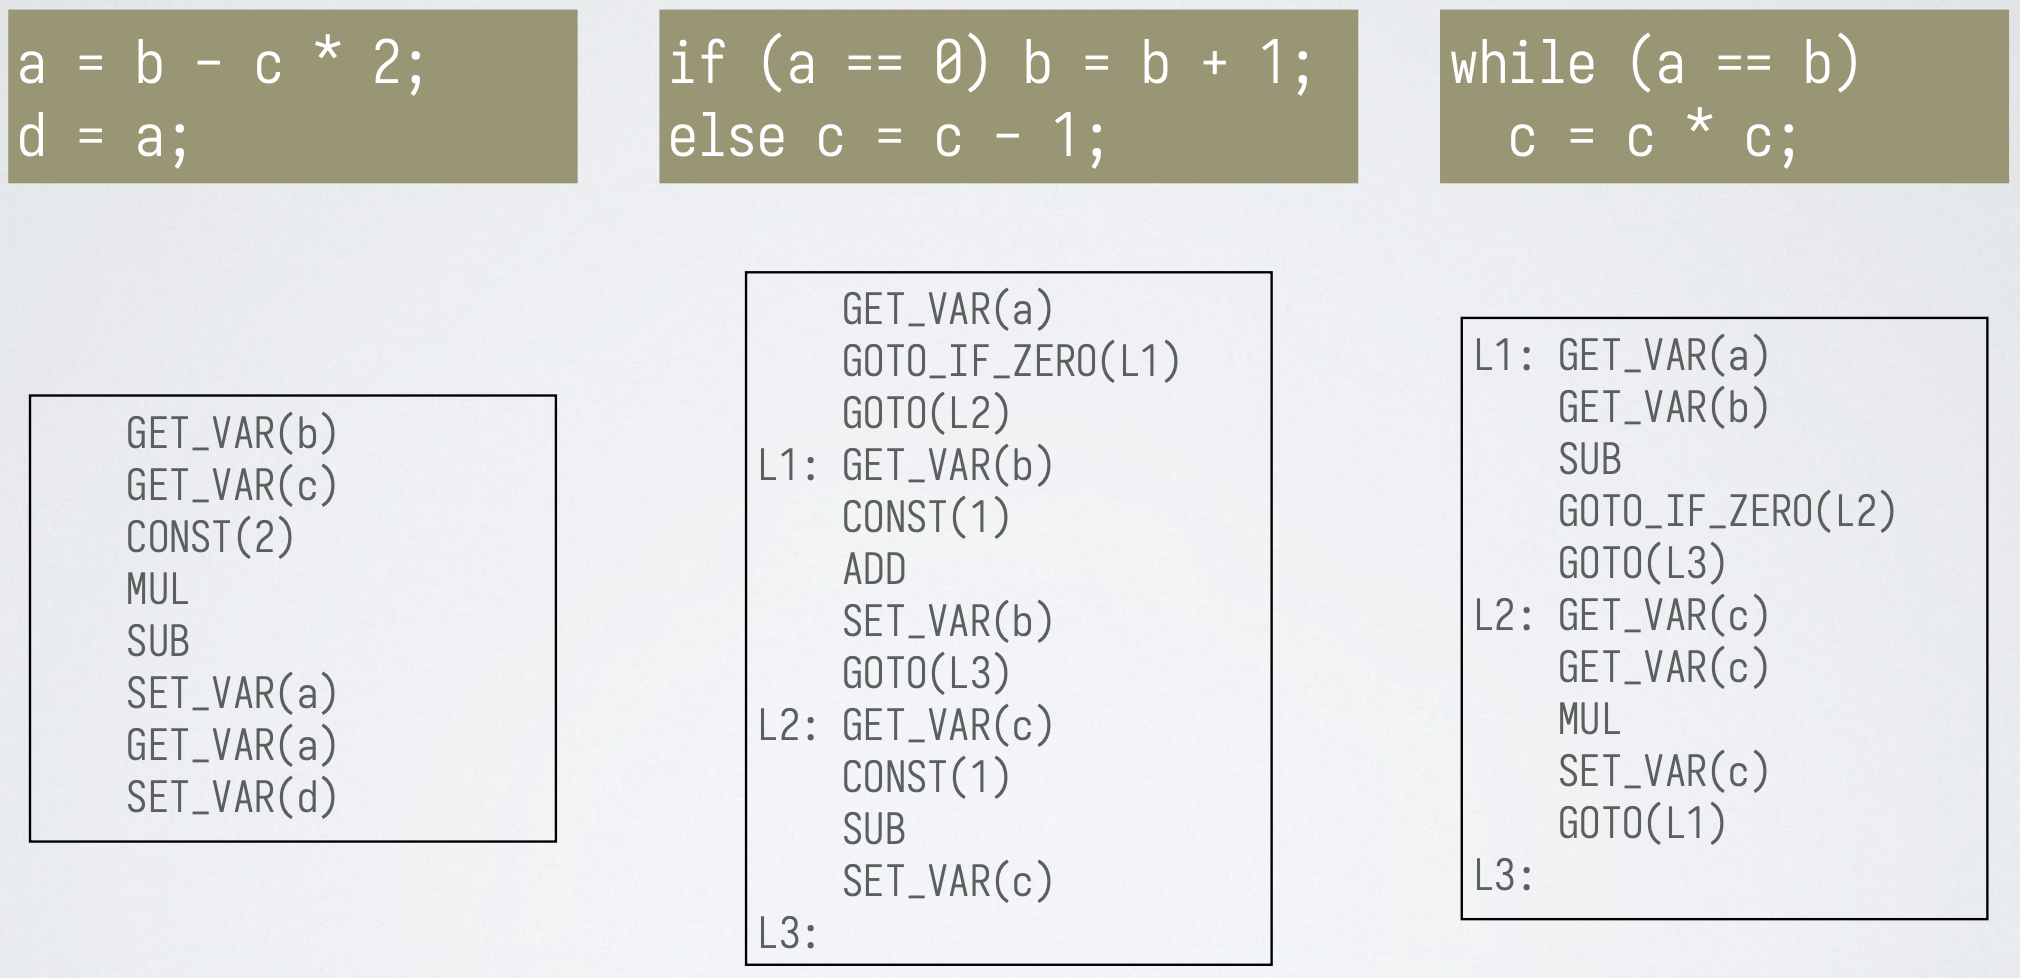 a = b - c * 2;
d = a;
if (a == 0) b = b + 1;
else c = c - 1;
while (a == b)
  c = c * c;
    GET_VAR(b)
    GET_VAR(c)
    CONST(2)
    MUL
    SUB
    SET_VAR(a)
    GET_VAR(a)
    SET_VAR(d)
    GET_VAR(a)
    GOTO_IF_ZERO(L1)
    GOTO(L2)
L1: GET_VAR(b)
    CONST(1)
    ADD
    SET_VAR(b)
    GOTO(L3)
L2: GET_VAR(c)
    CONST(1)
    SUB
    SET_VAR(c)
L3:
L1: GET_VAR(a)
    GET_VAR(b)
    SUB
    GOTO_IF_ZERO(L2)
    GOTO(L3)
L2: GET_VAR(c)
    GET_VAR(c)
    MUL
    SET_VAR(c)
    GOTO(L1)
L3: